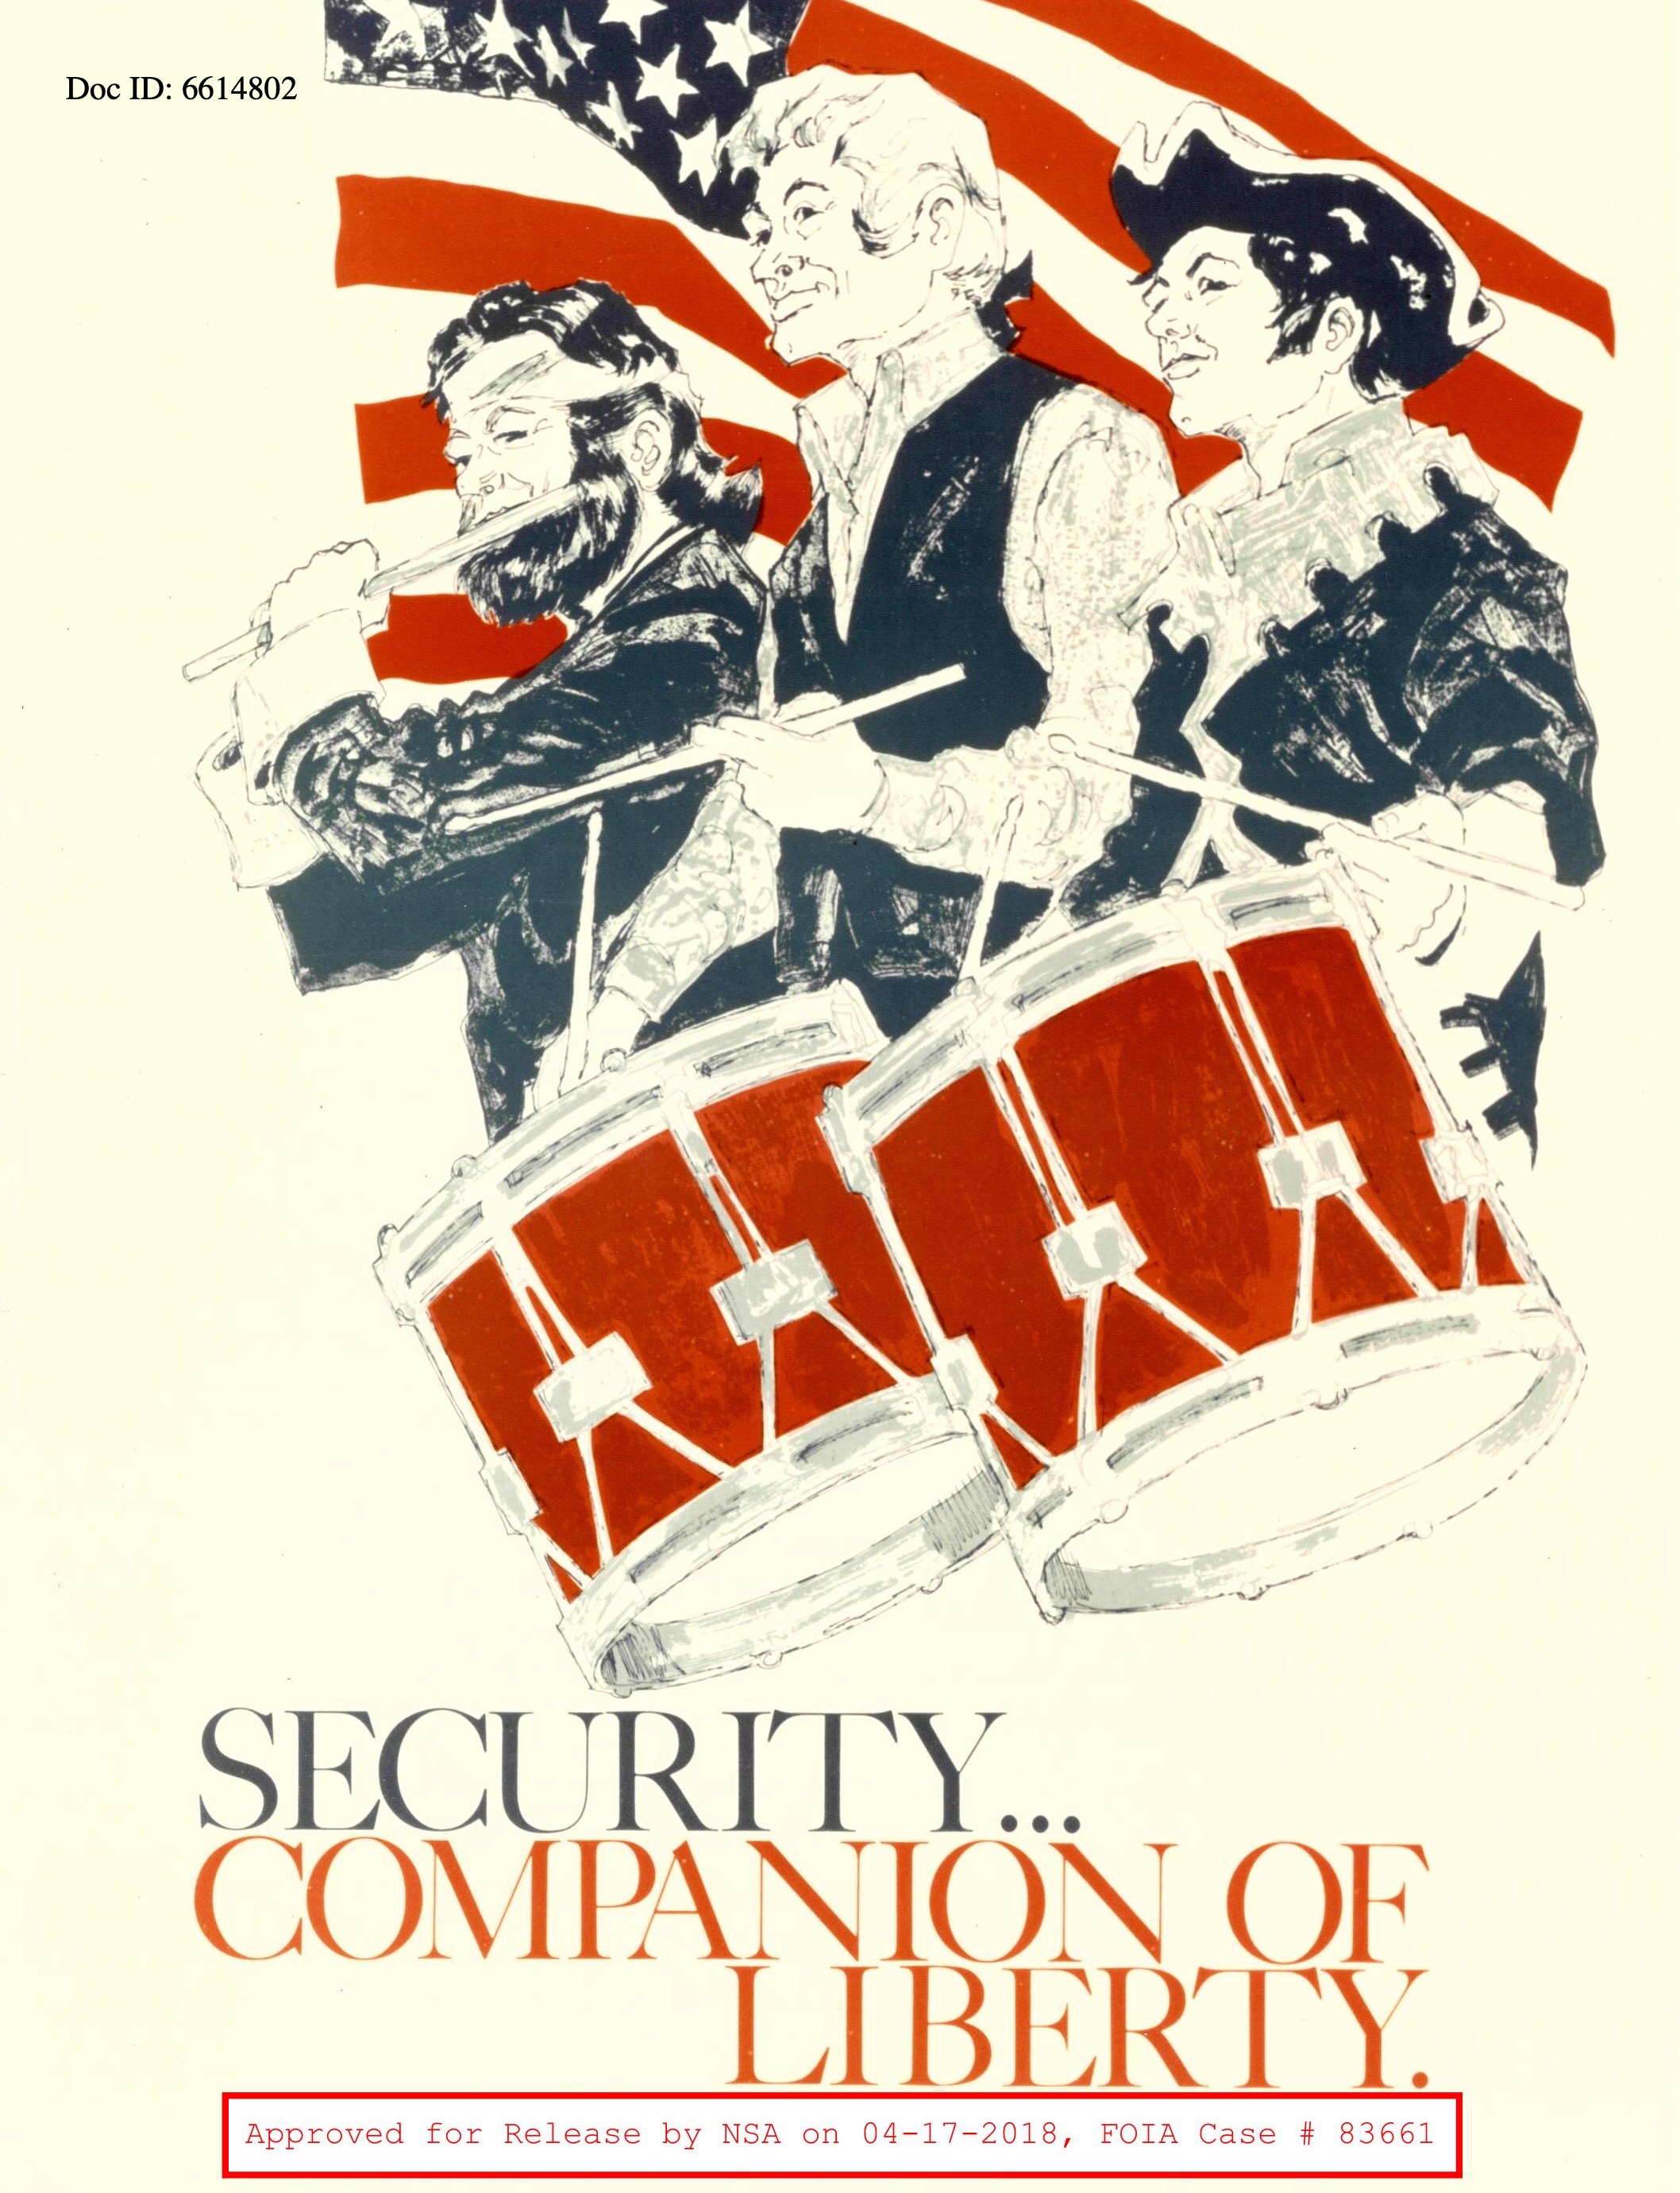 Doc ID: 6614802
SECURITY...
COMPANION OF
LIBERTY.
Approved for Release by NSA on 04-17-2018, FOIA Case # 83661